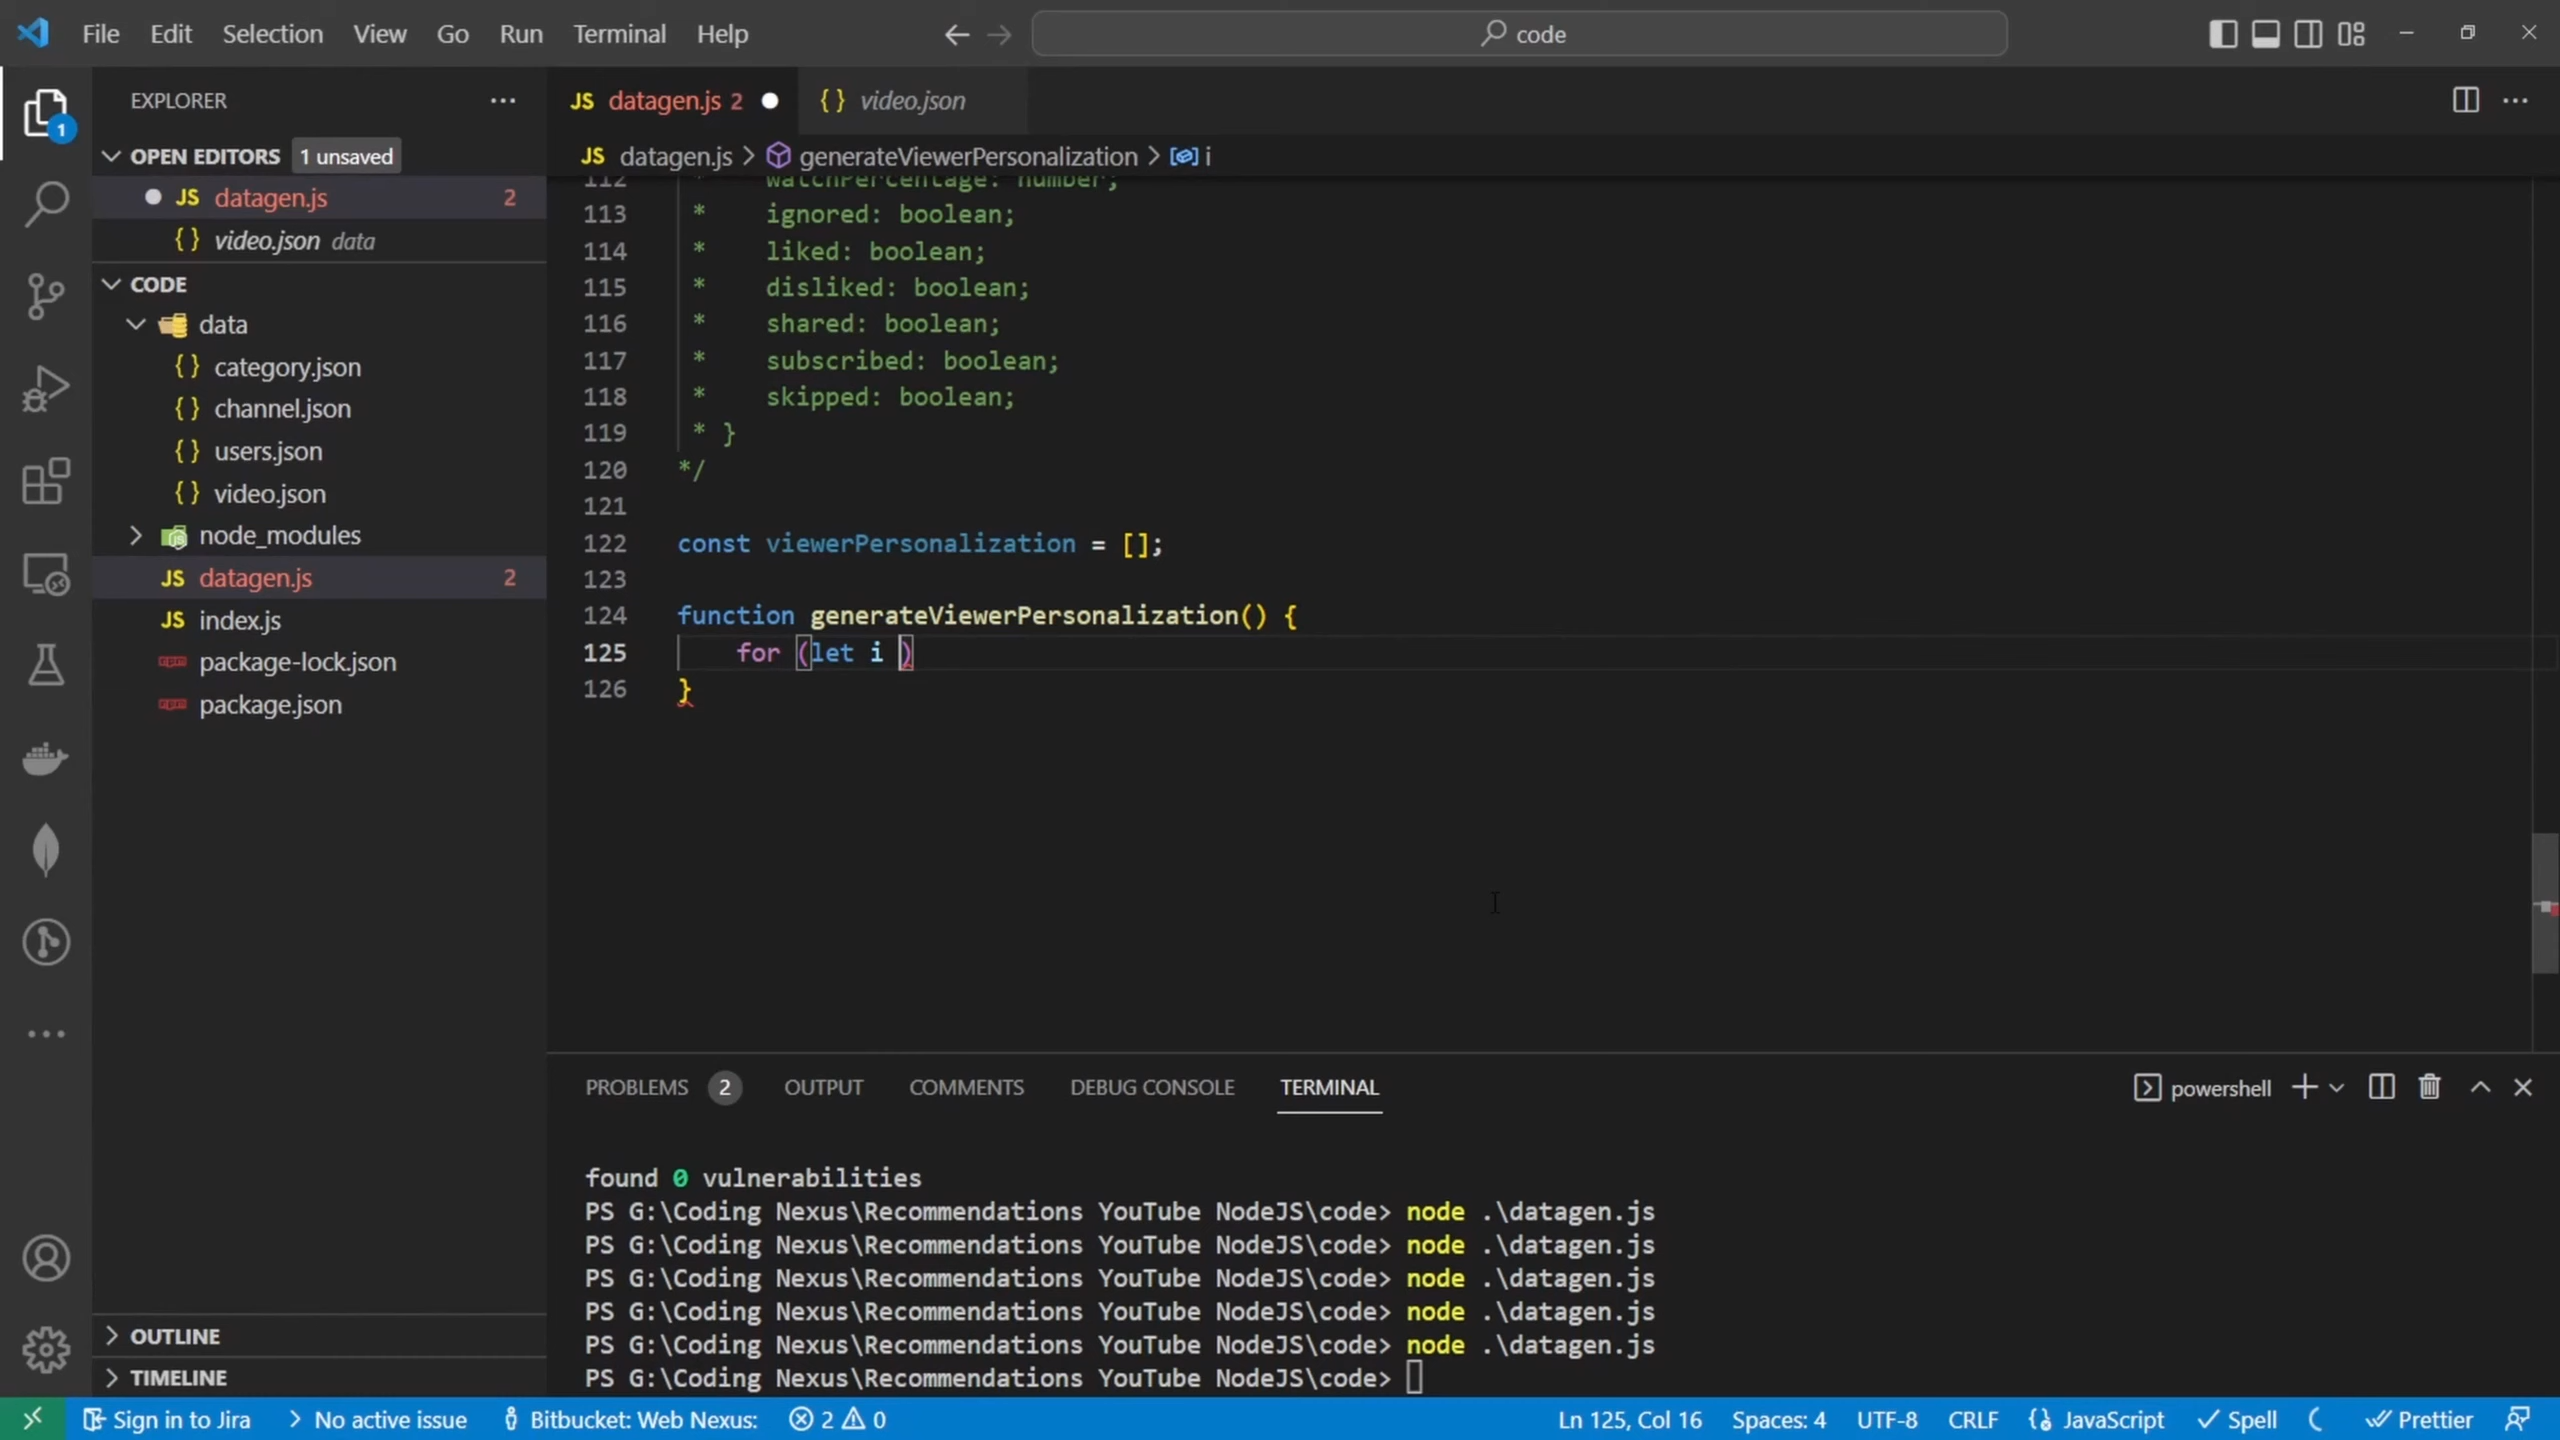 File Edit Selection View Go Run Terminal Help
code
EXPLORER
OPEN EDITORS 1 unsaved
JS datagen.js 2
{} video.json data
CODE
data
{} category.json
{} channel.json
{} users.json
{} video.json
node_modules
JS datagen.js 2
JS index.js
package-lock.json
package.json
OUTLINE
TIMELINE
1
JS datagen.js 2
{} video.json
JS datagen.js > generateViewerPersonalization > i
112 * watchPercentage: number;
113 * ignored: boolean;
114 * liked: boolean;
115 * disliked: boolean;
116 * shared: boolean;
117 * subscribed: boolean;
118 * skipped: boolean;
119 * }
120 */
121
122 const viewerPersonalization = [];
123
124 function generateViewerPersonalization() {
125 for (let i )
126 }
PROBLEMS 2 OUTPUT COMMENTS DEBUG CONSOLE TERMINAL
powershell
found 0 vulnerabilities
PS G:\Coding Nexus\Recommendations YouTube NodeJS\code> node .\datagen.js
PS G:\Coding Nexus\Recommendations YouTube NodeJS\code> node .\datagen.js
PS G:\Coding Nexus\Recommendations YouTube NodeJS\code> node .\datagen.js
PS G:\Coding Nexus\Recommendations YouTube NodeJS\code> node .\datagen.js
PS G:\Coding Nexus\Recommendations YouTube NodeJS\code> node .\datagen.js
PS G:\Coding Nexus\Recommendations YouTube NodeJS\code>
Sign in to Jira No active issue Bitbucket: Web Nexus: 2 0
Ln 125, Col 16 Spaces: 4 UTF-8 CRLF JavaScript Spell Prettier